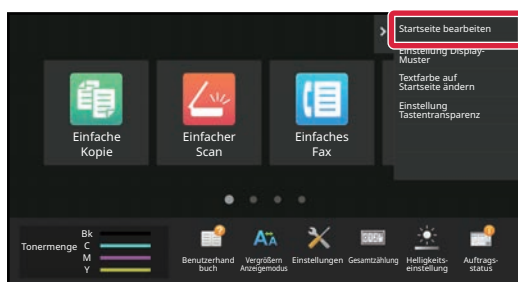 Startseite bearbeiten
Einstellung Display-
Muster
Textfarbe auf
Startseite ändern
Einstellung
Tastentransparenz
Einfache
Kopie
Einfacher
Scan
Einfaches
Fax
Tonermenge
Bk
C
M
Y
Benutzerhand
buch
Vergrößern
Anzeigemodus
Einstellungen
Gesamtzählung
Helligkeits-
einstellung
Auftrags-
status